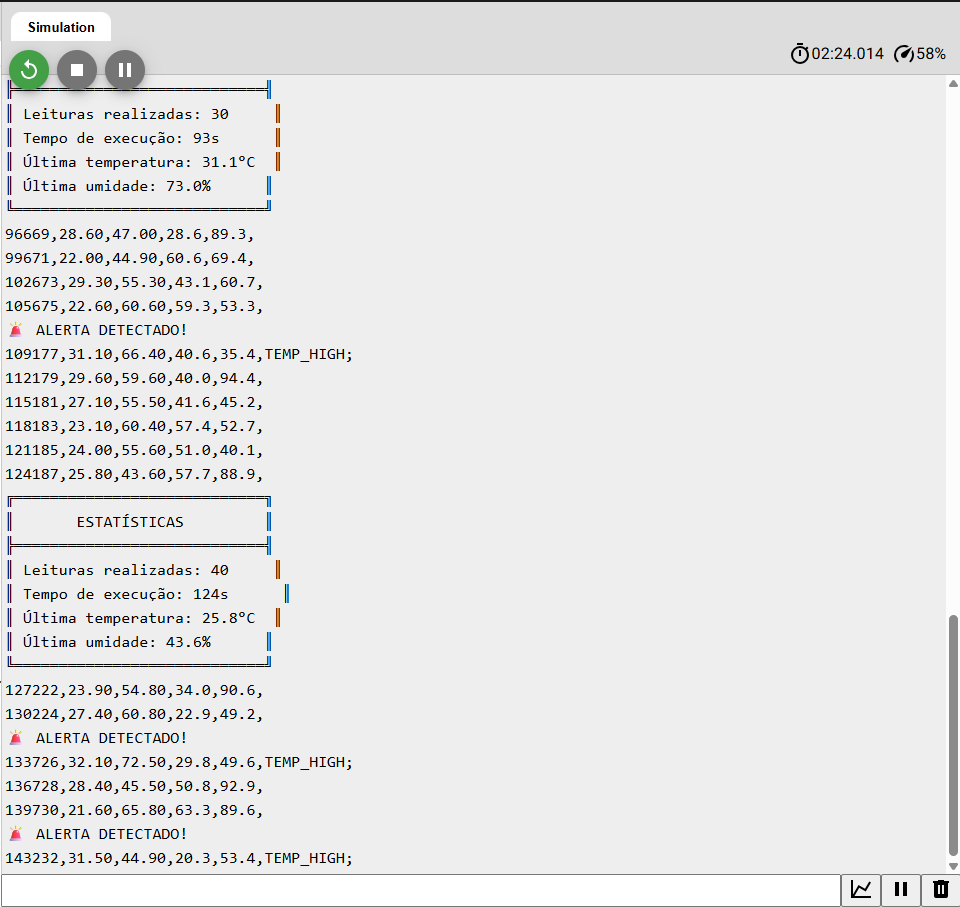 Simulation
02:24.014 58%
Leituras realizadas: 30
Tempo de execução: 93s
Última temperatura: 31.1°C
Última umidade: 73.0%
96669,28.60,47.00,28.6,89.3,
99671,22.00,44.90,60.6,69.4,
102673,29.30,55.30,43.1,60.7,
105675,22.60,60.60,59.3,53.3,
🚨 ALERTA DETECTADO!
109177,31.10,66.40,40.6,35.4,TEMP_HIGH;
112179,29.60,59.60,40.0,94.4,
115181,27.10,55.50,41.6,45.2,
118183,23.10,60.40,57.4,52.7,
121185,24.00,55.60,51.0,40.1,
124187,25.80,43.60,57.7,88.9,
ESTATÍSTICAS
Leituras realizadas: 40
Tempo de execução: 124s
Última temperatura: 25.8°C
Última umidade: 43.6%
127222,23.90,54.80,34.0,90.6,
130224,27.40,60.80,22.9,49.2,
🚨 ALERTA DETECTADO!
133726,32.10,72.50,29.8,49.6,TEMP_HIGH;
136728,28.40,45.50,50.8,92.9,
139730,21.60,65.80,63.3,89.6,
🚨 ALERTA DETECTADO!
143232,31.50,44.90,20.3,53.4,TEMP_HIGH;